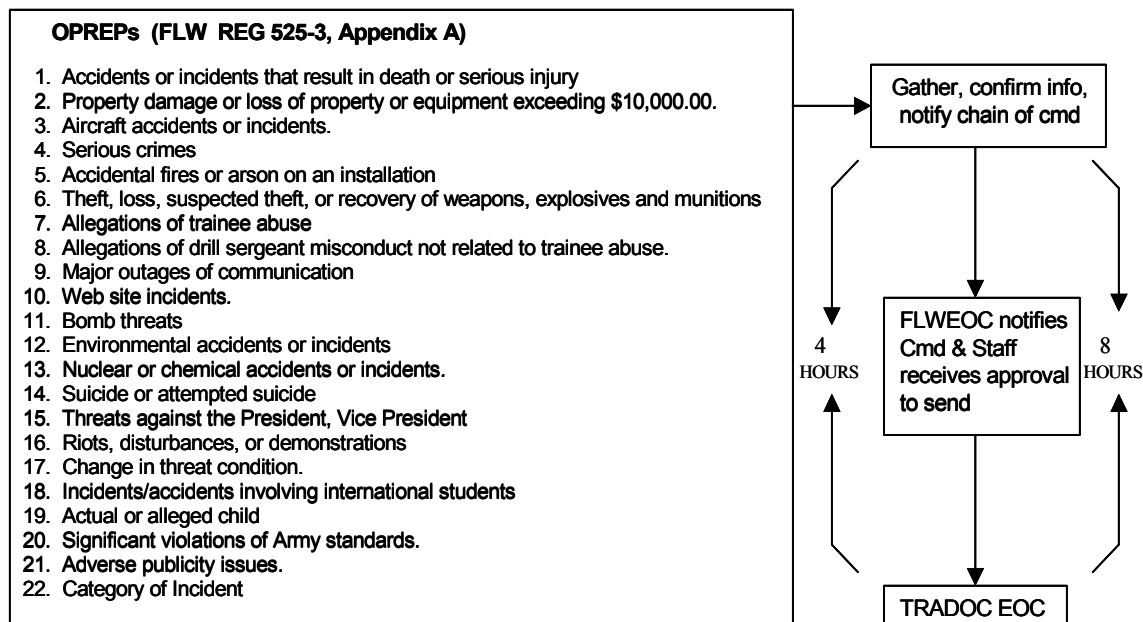 OPREPs (FLW REG 525-3, Appendix A)
1. Accidents or incidents that result in death or serious injury
2. Property damage or loss of property or equipment exceeding $10,000.00.
3. Aircraft accidents or incidents.
4. Serious crimes
5. Accidental fires or arson on an installation
6. Theft, loss, suspected theft, or recovery of weapons, explosives and munitions
7. Allegations of trainee abuse
8. Allegations of drill sergeant misconduct not related to trainee abuse.
9. Major outages of communication
10. Web site incidents.
11. Bomb threats
12. Environmental accidents or incidents
13. Nuclear or chemical accidents or incidents.
14. Suicide or attempted suicide
15. Threats against the President, Vice President
16. Riots, disturbances, or demonstrations
17. Change in threat condition.
18. Incidents/accidents involving international students
19. Actual or alleged child
20. Significant violations of Army standards.
21. Adverse publicity issues.
22. Category of Incident
Gather, confirm info,
notify chain of cmd
4
HOURS
FLWEOC notifies
Cmd & Staff
receives approval
to send
8
HOURS
TRADOC EOC